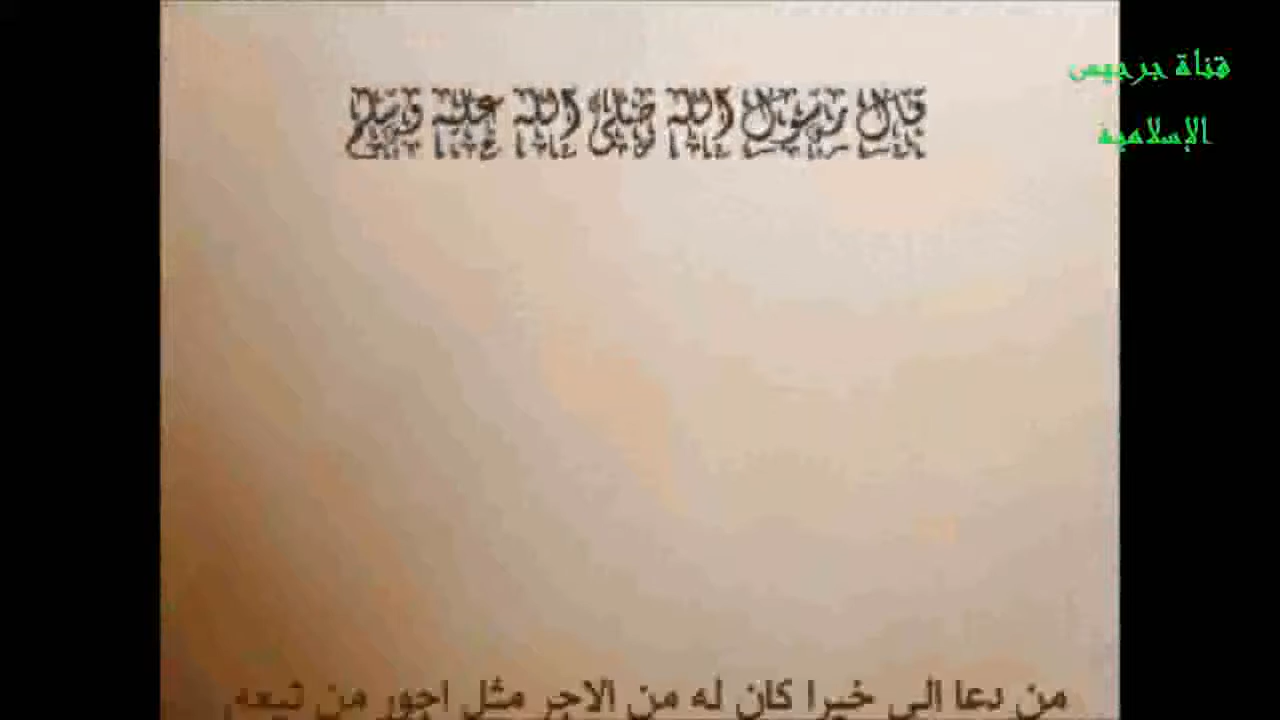 قناة جرجيس
الإسلامية
قال رسول الله صلى الله عليه وسلم
من دعا الى خيرا كان له من الاجر مثل اجور من تبعه